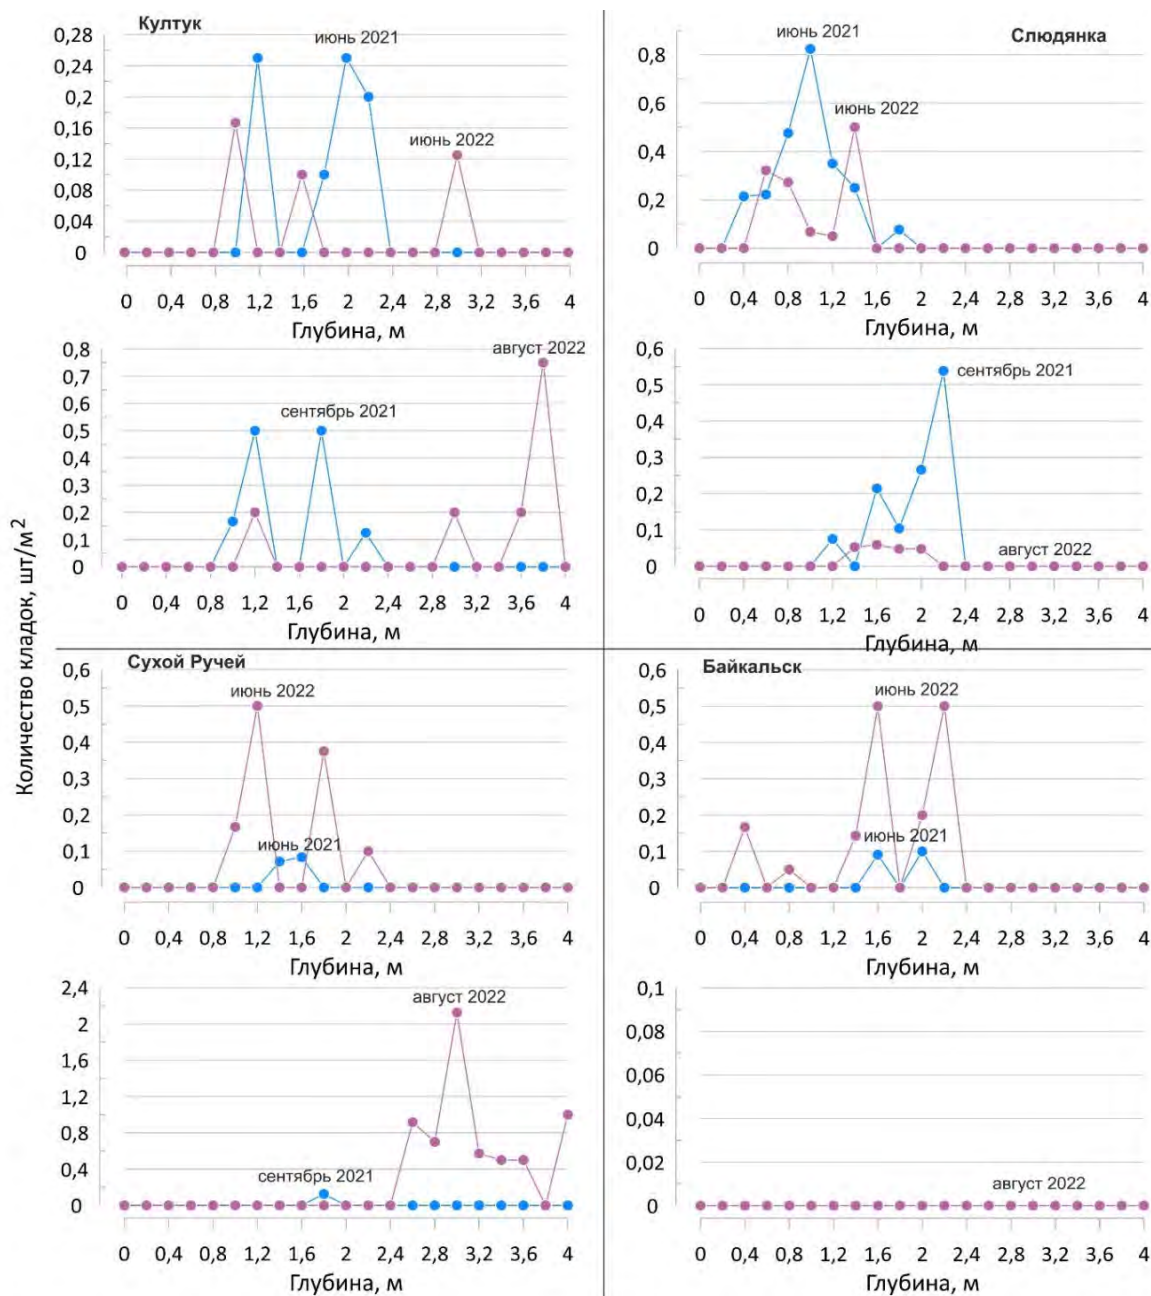 Култук
июнь 2021
июнь 2022
0,28
0,24
0,2
0,16
0,12
0,08
0,04
0
0 0,4 0,8 1,2 1,6 2 2,4 2,8 3,2 3,6 4
Глубина, м
Слюдянка
июнь 2021
июнь 2022
0,8
0,6
0,4
0,2
0
0 0,4 0,8 1,2 1,6 2 2,4 2,8 3,2 3,6 4
Глубина, м
август 2022
сентябрь 2021
0,8
0,7
0,6
0,5
0,4
0,3
0,2
0,1
0
0 0,4 0,8 1,2 1,6 2 2,4 2,8 3,2 3,6 4
Глубина, м
сентябрь 2021
август 2022
0,6
0,5
0,4
0,3
0,2
0,1
0
0 0,4 0,8 1,2 1,6 2 2,4 2,8 3,2 3,6 4
Глубина, м
Количество кладок, шт/м²
Сухой Ручей
июнь 2022
июнь 2021
0,6
0,5
0,4
0,3
0,2
0,1
0
0 0,4 0,8 1,2 1,6 2 2,4 2,8 3,2 3,6 4
Глубина, м
Байкальск
июнь 2022
июнь 2021
0,6
0,5
0,4
0,3
0,2
0,1
0
0 0,4 0,8 1,2 1,6 2 2,4 2,8 3,2 3,6 4
Глубина, м
август 2022
сентябрь 2021
2,4
2
1,6
1,2
0,8
0,4
0
0 0,4 0,8 1,2 1,6 2 2,4 2,8 3,2 3,6 4
Глубина, м
август 2022
0,1
0,08
0,06
0,04
0,02
0
0 0,4 0,8 1,2 1,6 2 2,4 2,8 3,2 3,6 4
Глубина, м